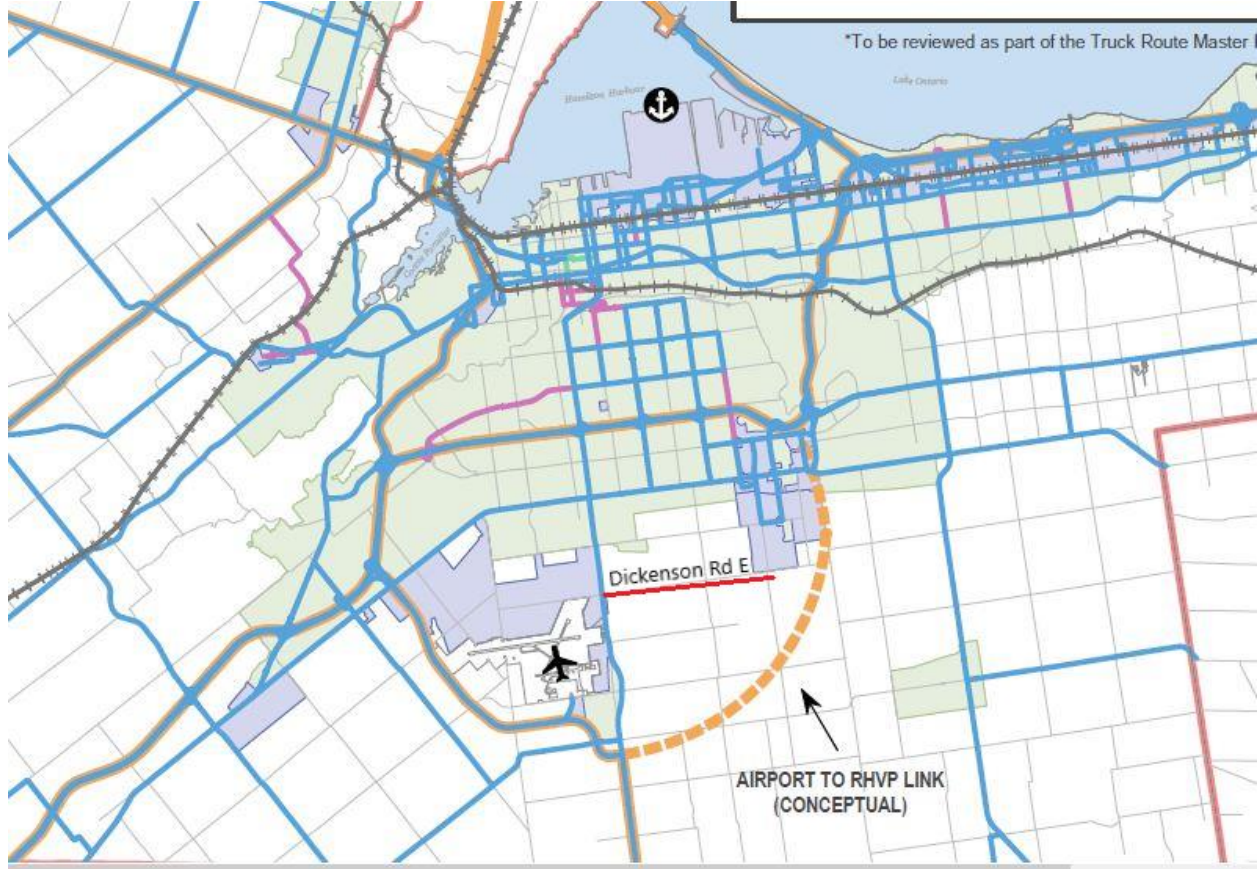 *To be reviewed as part of the Truck Route Master
Lake Ontario
Hamilton Harbour
Dickenson Rd E
AIRPORT TO RHVP LINK
(CONCEPTUAL)